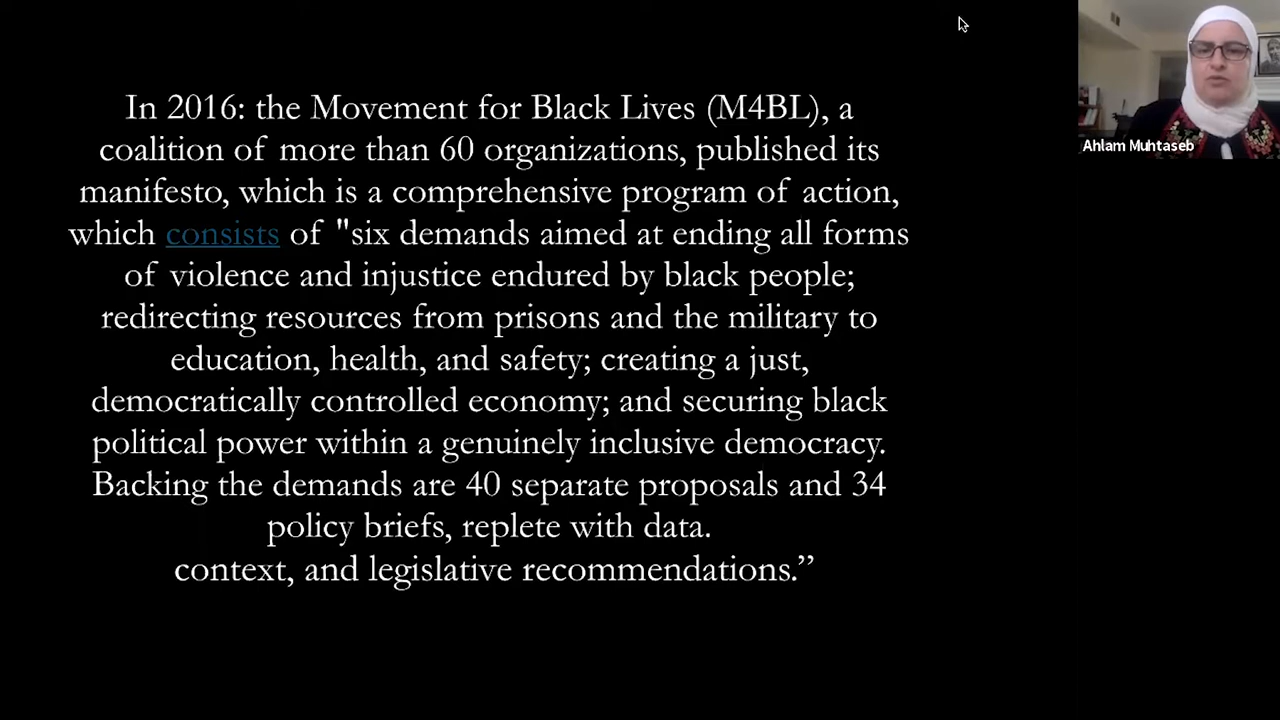 In 2016: the Movement for Black Lives (M4BL), a
coalition of more than 60 organizations, published its
manifesto, which is a comprehensive program of action,
which consists of "six demands aimed at ending all forms
of violence and injustice endured by black people;
redirecting resources from prisons and the military to
education, health, and safety; creating a just,
democratically controlled economy; and securing black
political power within a genuinely inclusive democracy.
Backing the demands are 40 separate proposals and 34
policy briefs, replete with data.
context, and legislative recommendations.”
Ahlam Muhtaseb